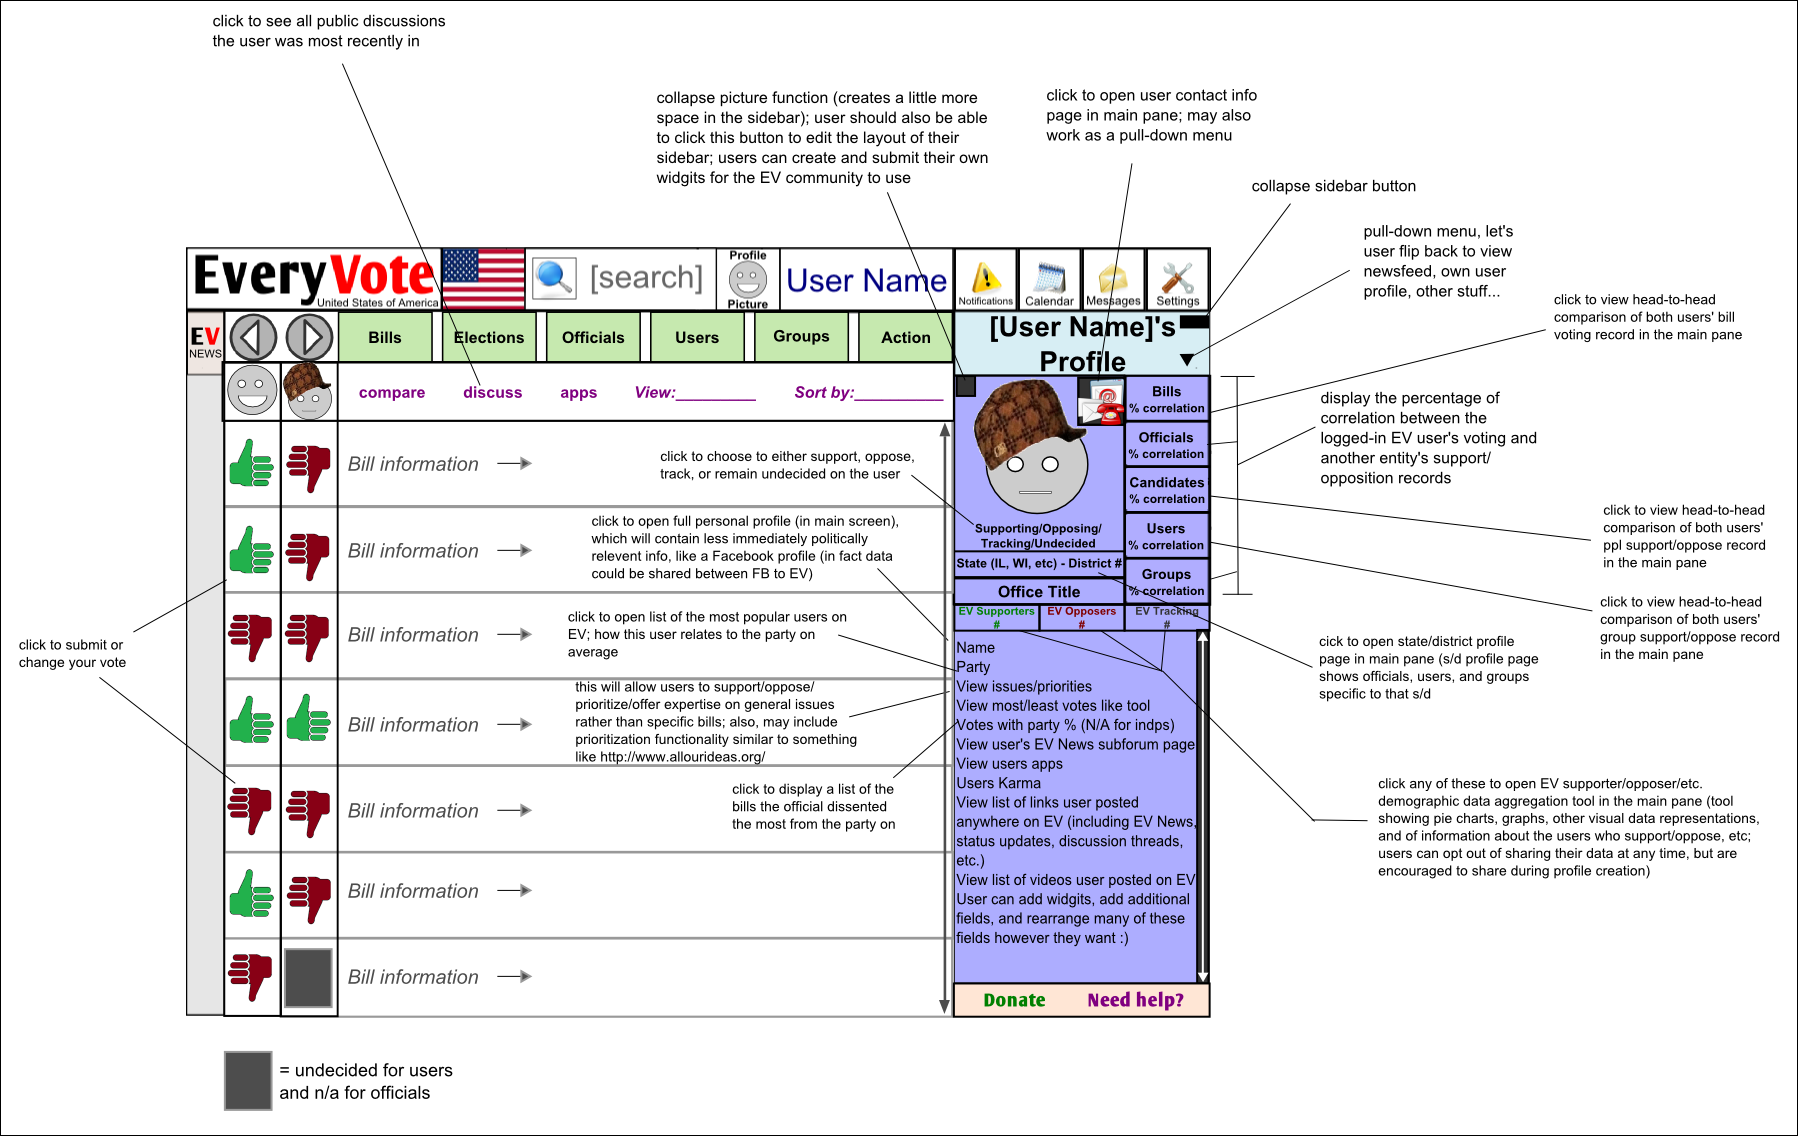 click to see all public discussions
the user was most recently in
collapse picture function (creates a little more
space in the sidebar); user should also be able
to click this button to edit the layout of their
sidebar; users can create and submit their own
widgits for the EV community to use
click to open user contact info
page in main pane; may also
work as a pull-down menu
collapse sidebar button
pull-down menu, let's
user flip back to view
newsfeed, own user
profile, other stuff...
EveryVote
United States of America
[search]
Profile
Picture
User Name
Notifications
Calendar
Messages
Settings
EV
NEWS
Bills
Elections
Officials
Users
Groups
Action
[User Name]'s
Profile
compare
discuss
apps
View:_________
Sort by:__________
Bills
% correlation
Officials
% correlation
Candidates
% correlation
Users
% correlation
Groups
% correlation
click to view head-to-head
comparison of both users' bill
voting record in the main pane
display the percentage of
correlation between the
logged-in EV user's voting and
another entity's support/
opposition records
click to view head-to-head
comparison of both users'
ppl support/oppose record
in the main pane
click to view head-to-head
comparison of both users'
group support/oppose record
in the main pane
Bill information
click to choose to either support, oppose,
track, or remain undecided on the user
Bill information
click to open full personal profile (in main screen),
which will contain less immediately politically
relevent info, like a Facebook profile (in fact data
could be shared between FB to EV)
Bill information
click to open list of the most popular users on
EV; how this user relates to the party on
average
Bill information
this will allow users to support/oppose/
prioritize/offer expertise on general issues
rather than specific bills; also, may include
prioritization functionality similar to something
like http://www.allourideas.org/
Bill information
click to display a list of the
bills the official dissented
the most from the party on
Bill information
Bill information
click to submit or
change your vote
Supporting/Opposing/
Tracking/Undecided
State (IL, WI, etc) - District #
Office Title
EV Supporters
#
EV Opposers
#
EV Tracking
#
Name
Party
View issues/priorities
View most/least votes like tool
Votes with party % (N/A for indps)
View user's EV News subforum page
View users apps
Users Karma
View list of links user posted
anywhere on EV (including EV News,
status updates, discussion threads,
etc.)
View list of videos user posted on EV
User can add widgits, add additional
fields, and rearrange many of these
fields however they want :)
Donate
Need help?
cick to open state/district profile
page in main pane (s/d profile page
shows officials, users, and groups
specific to that s/d
click any of these to open EV supporter/opposer/etc.
demographic data aggregation tool in the main pane (tool
showing pie charts, graphs, other visual data representations,
and of information about the users who support/oppose, etc;
users can opt out of sharing their data at any time, but are
encouraged to share during profile creation)
= undecided for users
and n/a for officials